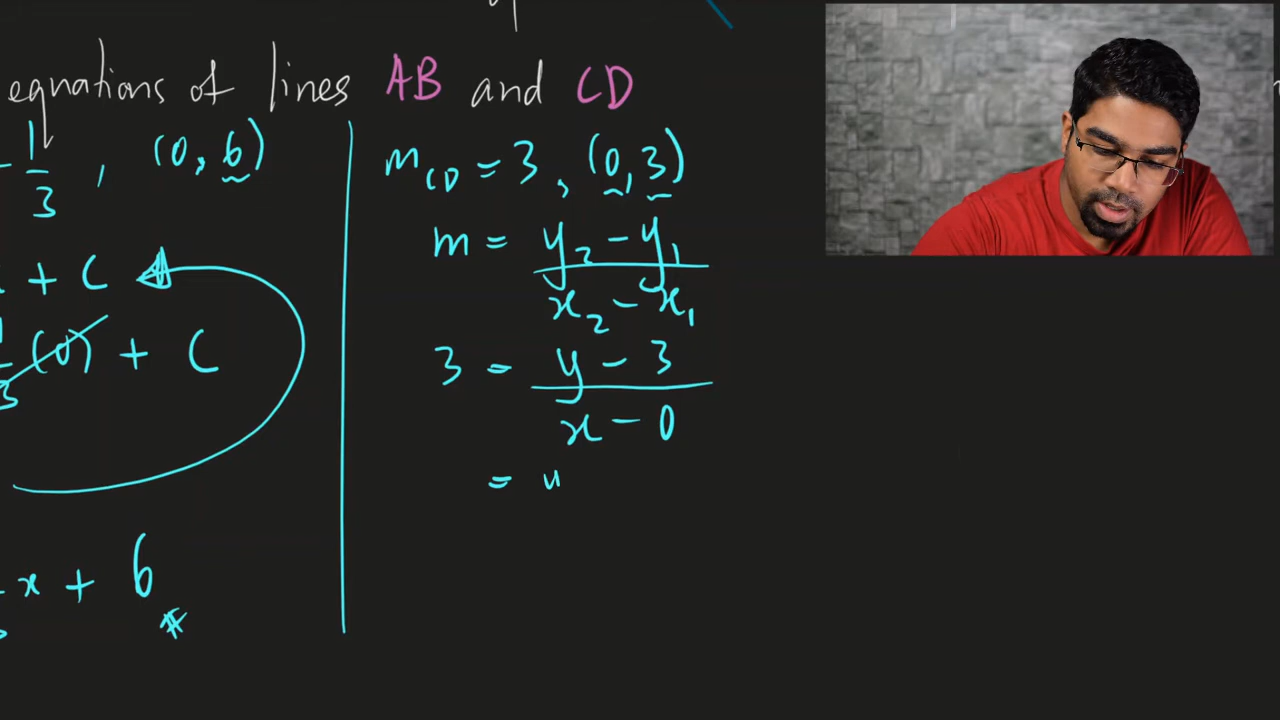 equations of lines AB and CD
- 1/3, (0, 6)
+ C
(0) + C
x + 6
m_CD = 3, (0, 3)
m = (y₂ - y₁)/(x₂ - x₁)
3 = (y - 3)/(x - 0)
=